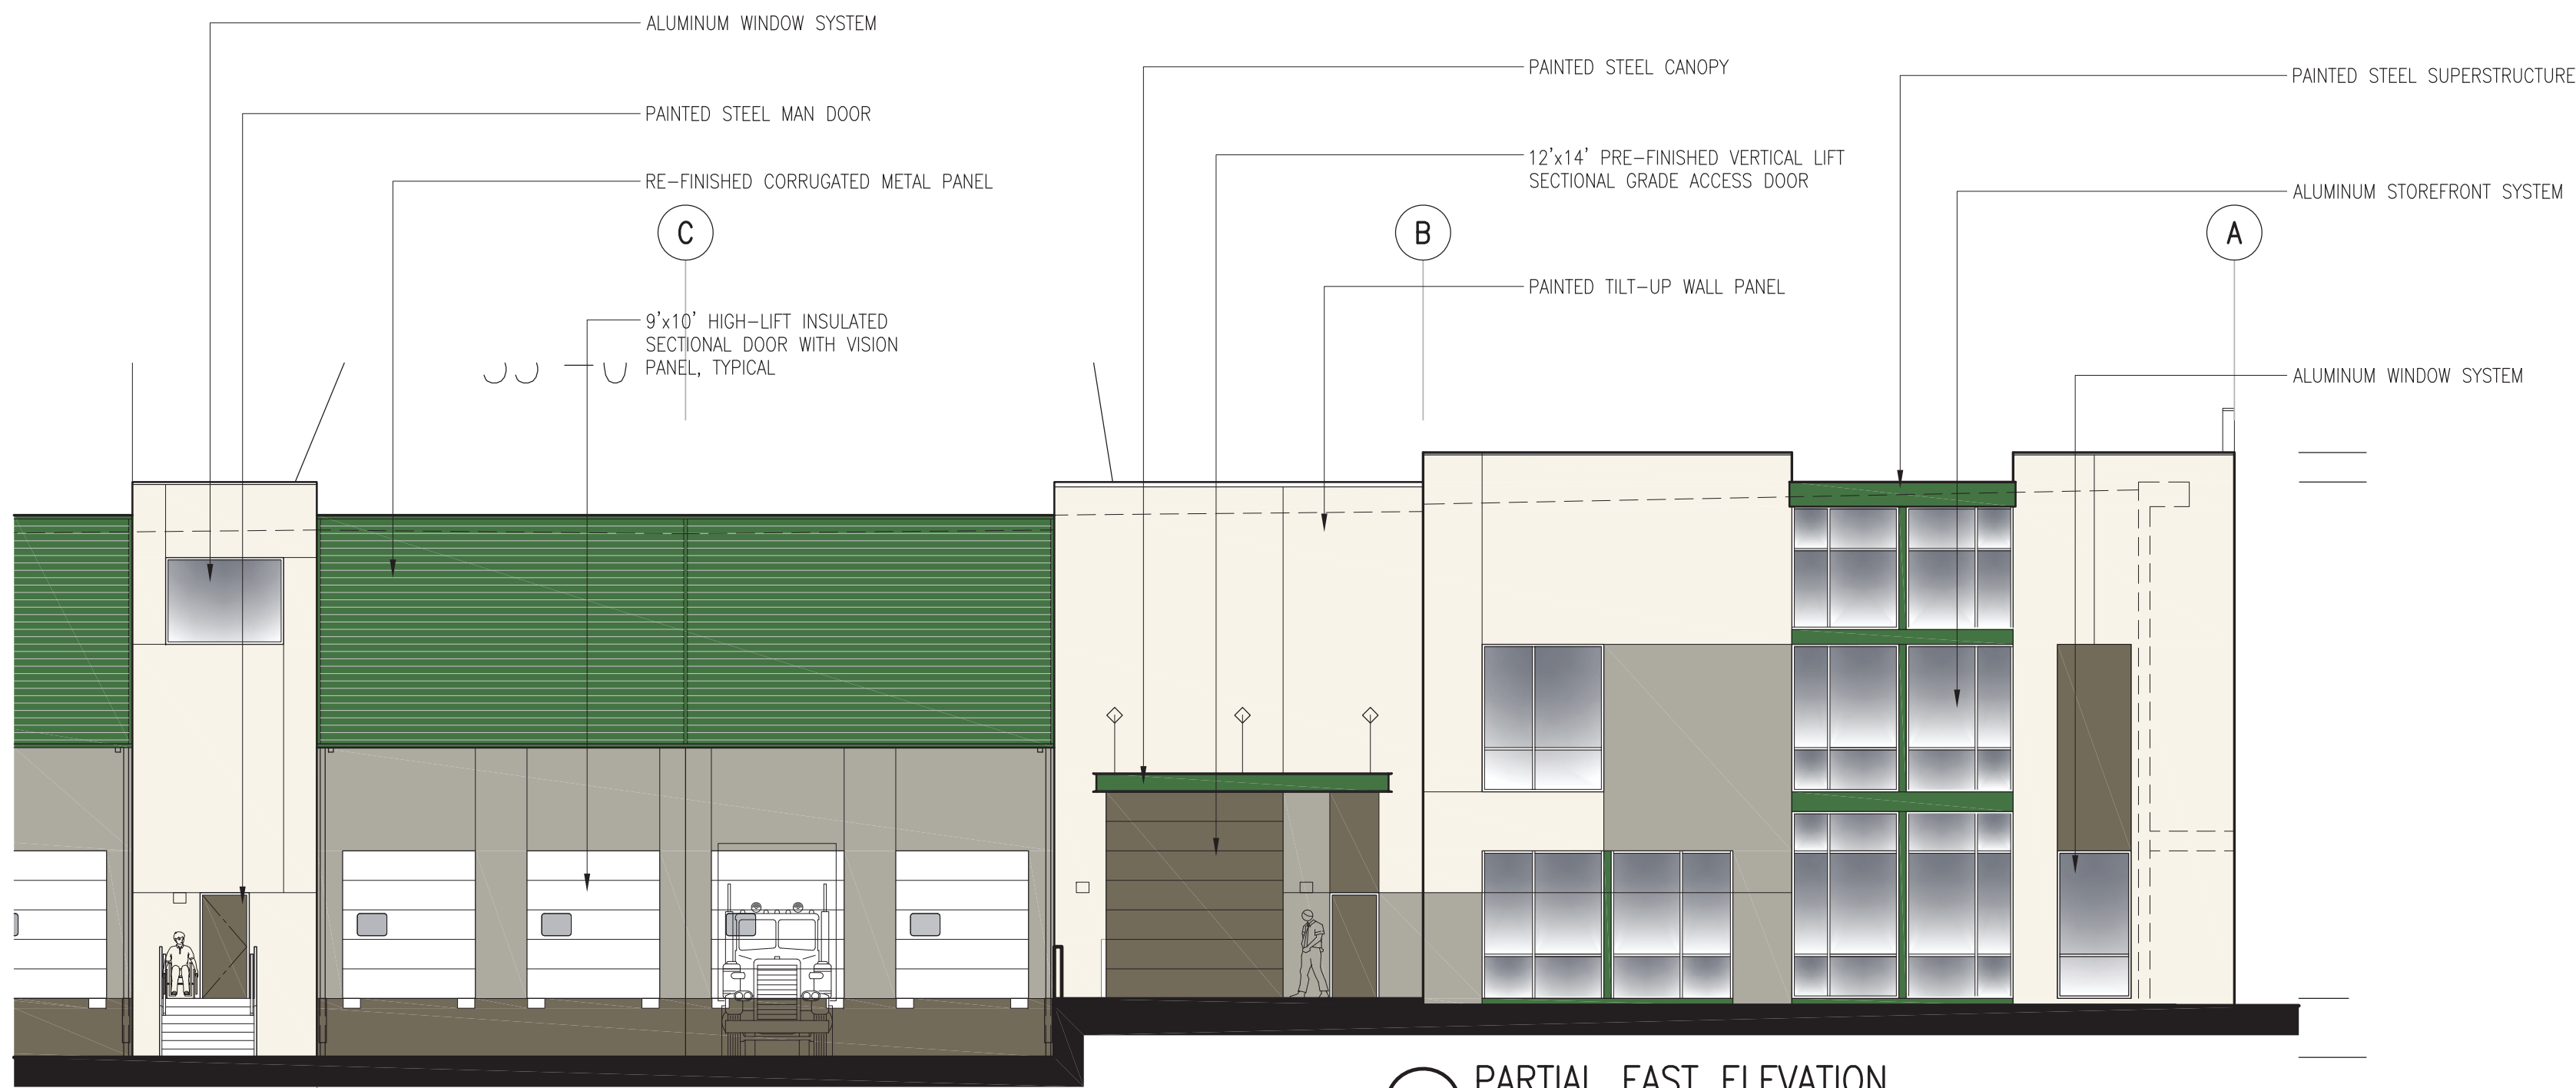 ALUMINUM WINDOW SYSTEM
PAINTED STEEL MAN DOOR
RE-FINISHED CORRUGATED METAL PANEL
C
9'x10' HIGH-LIFT INSULATED
SECTIONAL DOOR WITH VISION
PANEL, TYPICAL
PAINTED STEEL CANOPY
12'x14' PRE-FINISHED VERTICAL LIFT
SECTIONAL GRADE ACCESS DOOR
B
PAINTED TILT-UP WALL PANEL
PAINTED STEEL SUPERSTRUCTURE
ALUMINUM STOREFRONT SYSTEM
A
ALUMINUM WINDOW SYSTEM
PARTIAL EAST ELEVATION